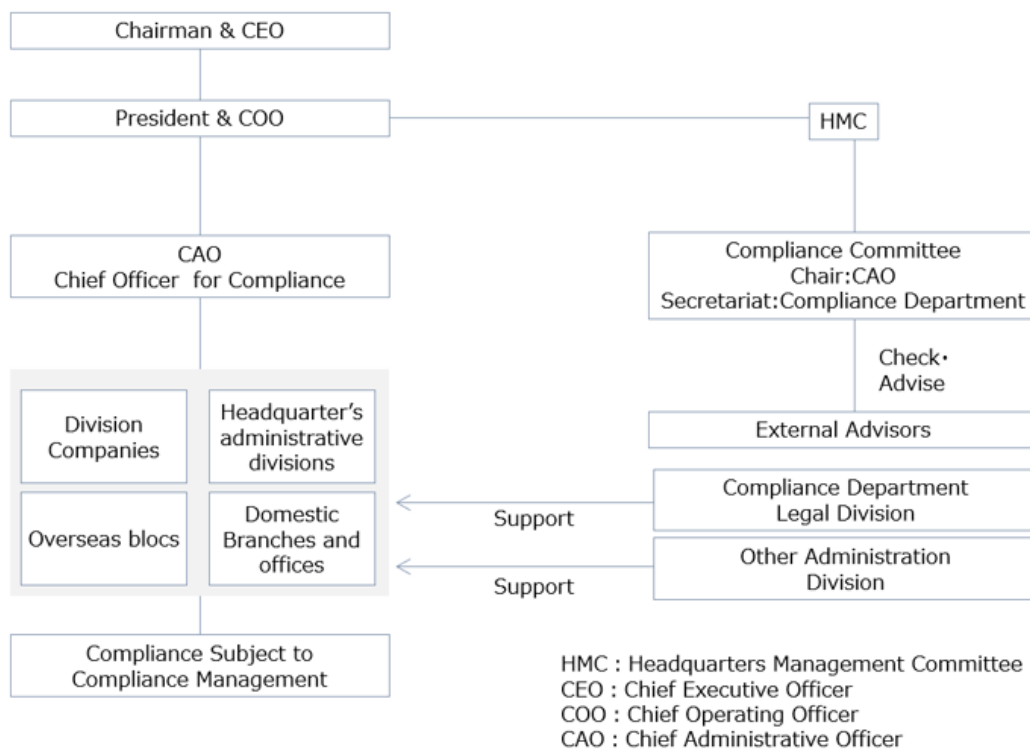 Chairman & CEO
President & COO
HMC
CAO
Chief Officer for Compliance
Compliance Committee
Chair:CAO
Secretariat:Compliance Department
Check・
Advise
External Advisors
Division
Companies
Headquarter's
administrative
divisions
Overseas blocs
Domestic
Branches and
offices
Support
Compliance Department
Legal Division
Support
Other Administration
Division
Compliance Subject to
Compliance Management
HMC : Headquarters Management Committee
CEO : Chief Executive Officer
COO : Chief Operating Officer
CAO : Chief Administrative Officer